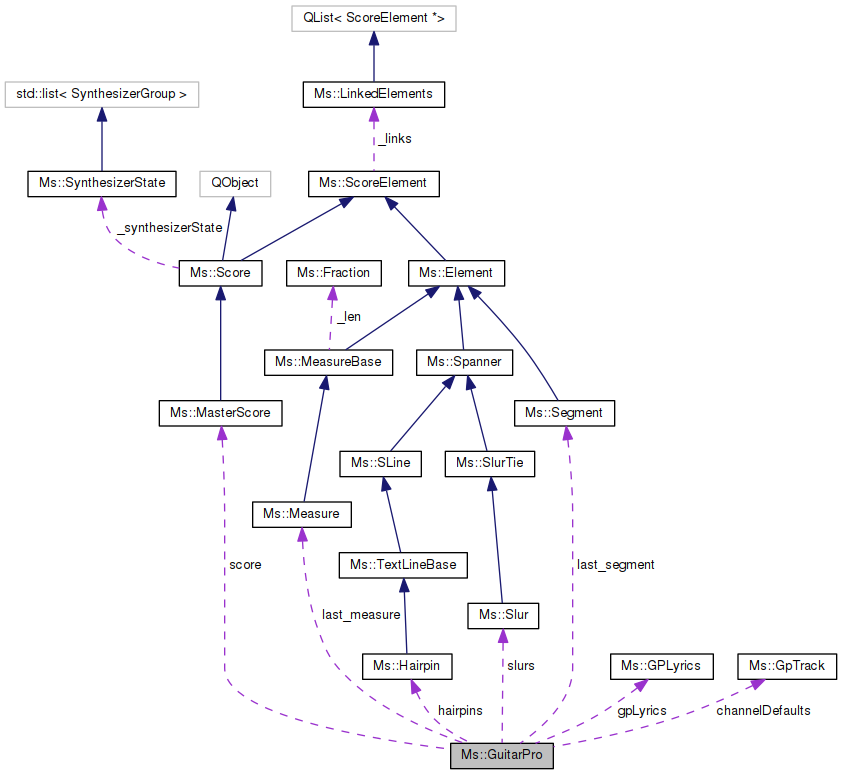 QList< ScoreElement *>
std::list< SynthesizerGroup >
Ms::LinkedElements
_links
Ms::SynthesizerState
QObject
Ms::ScoreElement
_synthesizerState
Ms::Score
Ms::Fraction
Ms::Element
_len
Ms::MeasureBase
Ms::Spanner
Ms::MasterScore
Ms::Segment
Ms::SLine
Ms::SlurTie
Ms::Measure
score
Ms::TextLineBase
last_segment
last_measure
Ms::Slur
Ms::Hairpin
slurs
Ms::GPLyrics
Ms::GpTrack
hairpins
gpLyrics
channelDefaults
Ms::GuitarPro